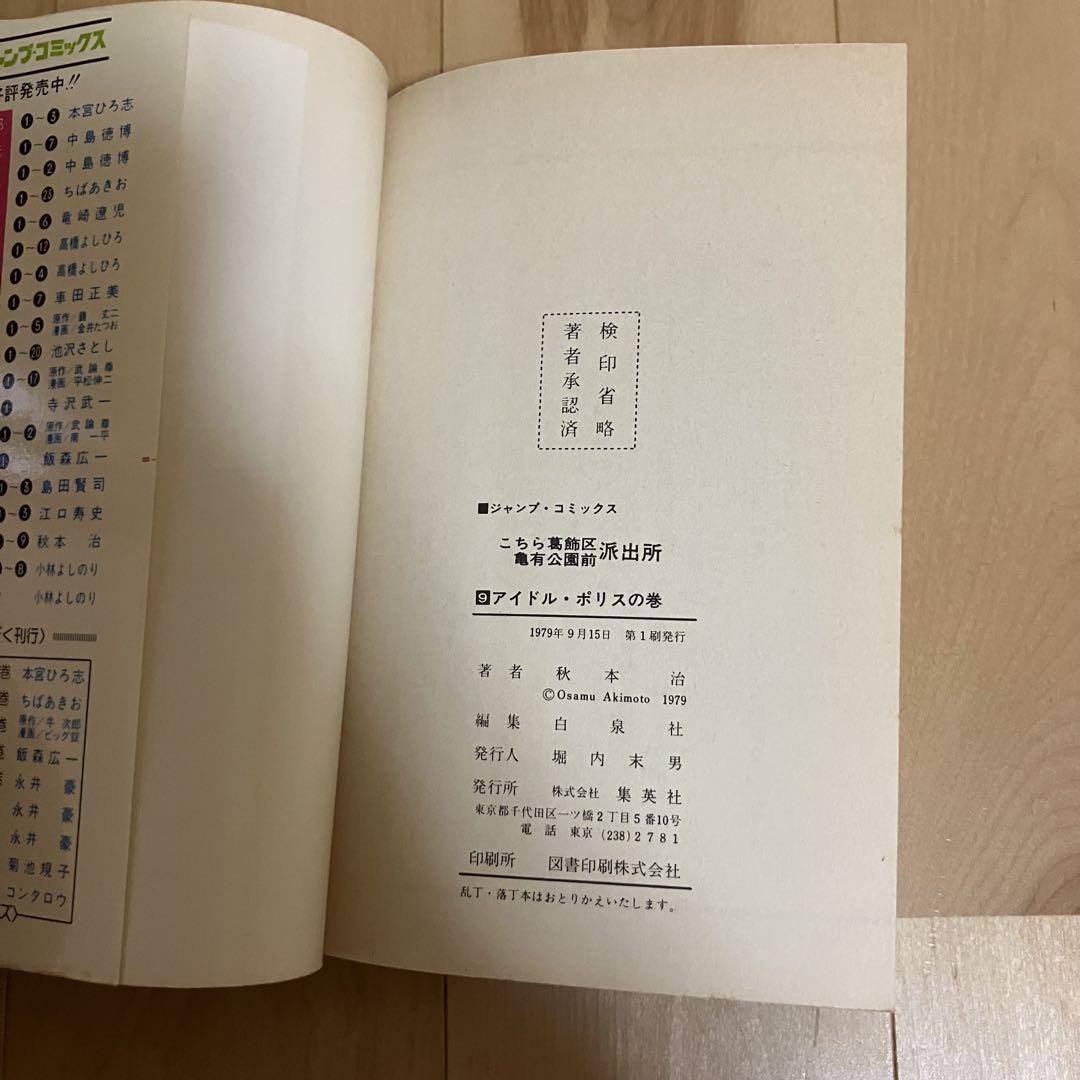 ンプ・コミックス
評発売中!!
1～3 本宮ひろ志
1～7 中島徳博
1～2 中島徳博
1～23 ちばあきお
1～6 竜崎遼児
1～12 高橋よしひろ
1～4 高橋よしひろ
1～7 車田正美
1～5 原作/鏡丈二
漫画/金井たつお
1～20 池沢さとし
～17 原作/武論尊
漫画/平松伸二
寺沢武一
1～2 原作/武論尊
漫画/南一平
飯森広一
～3 島田賢司
～3 江口寿史
～9 秋本 治
～8 小林よしのり
小林よしのり
く刊行〉
巻 本宮ひろ志
巻 ちばあきお
巻 原作/牛次郎
漫画/ビッグ錠
巻 飯森広一
永井豪
永井豪
永井豪
菊池規子
コンタロウ
ズ〉
検印省略
著者承認済
■ジャンプ・コミックス
こちら葛飾区
亀有公園前派出所
9アイドル・ポリスの巻
1979年9月15日 第1刷発行
著者 秋本治
©Osamu Akimoto 1979
編集 白泉社
発行人 堀内末男
発行所 株式会社 集英社
東京都千代田区一ツ橋2丁目5番10号
電話 東京 (238) 2781
印刷所 図書印刷株式会社
乱丁・落丁本はおとりかえいたします。